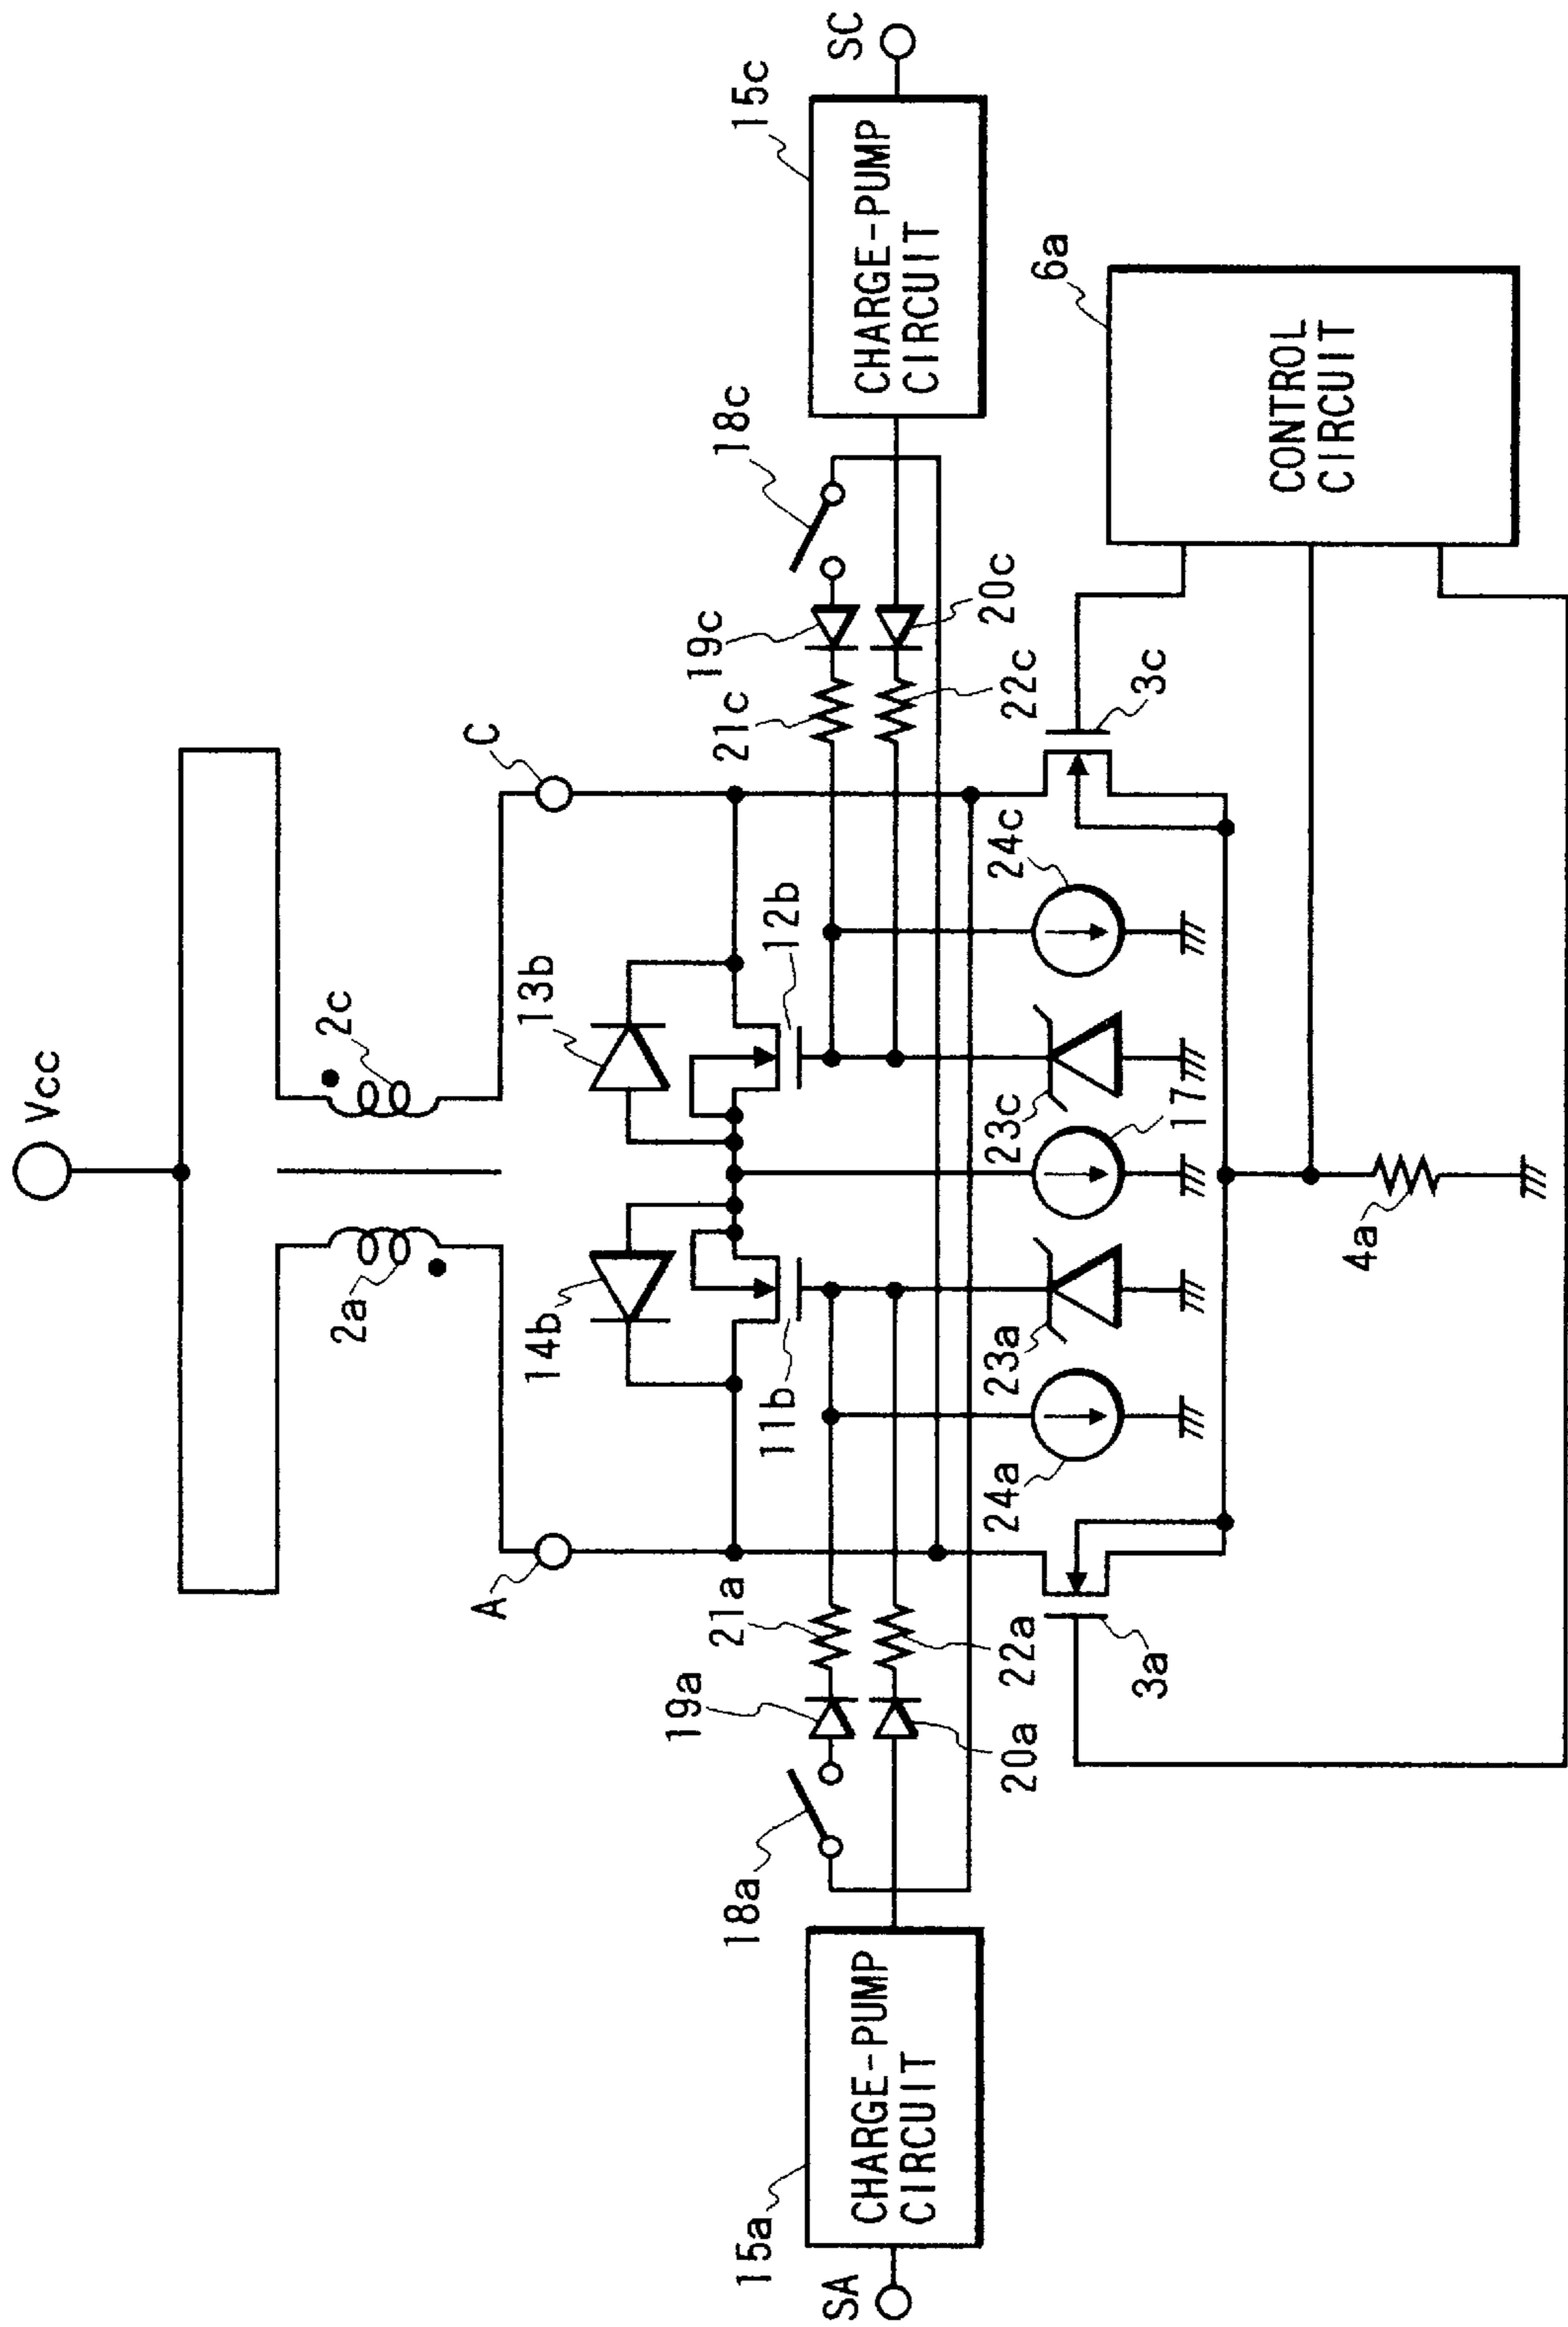 Vcc
2a
2c
A
C
14b
13b
11b
12b
SA
15a
CHARGE-PUMP
CIRCUIT
18a
19a
21a
20a
22a
21c
19c
18c
22c
20c
15c
CHARGE-PUMP
CIRCUIT
SC
24a
23a
17
23c
24c
3a
3c
4a
6a
CONTROL
CIRCUIT